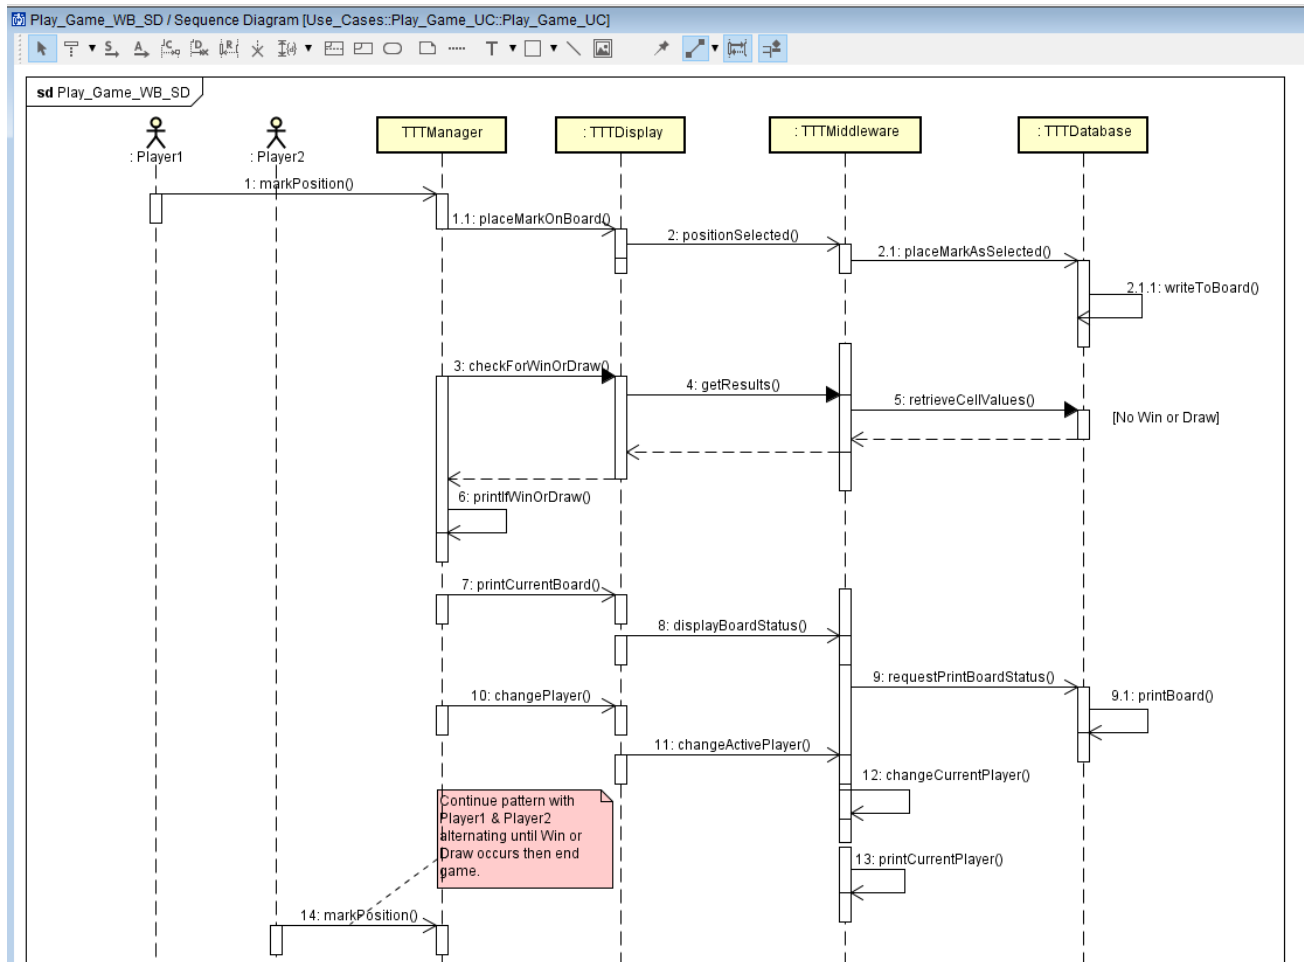 Play_Game_WB_SD / Sequence Diagram [Use_Cases::Play_Game_UC::Play_Game_UC]
sd Play_Game_WB_SD
: Player1
: Player2
TTTManager
: TTTDisplay
: TTTMiddleware
: TTTDatabase
1: markPosition()
1.1: placeMarkOnBoard()
2: positionSelected()
2.1: placeMarkAsSelected()
2.1.1: writeToBoard()
3: checkForWinOrDraw()
4: getResults()
5: retrieveCellValues()
[No Win or Draw]
6: printIfWinOrDraw()
7: printCurrentBoard()
8: displayBoardStatus()
9: requestPrintBoardStatus()
9.1: printBoard()
10: changePlayer()
11: changeActivePlayer()
12: changeCurrentPlayer()
Continue pattern with
Player1 & Player2
alternating until Win or
Draw occurs then end
game.
13: printCurrentPlayer()
14: markPosition()